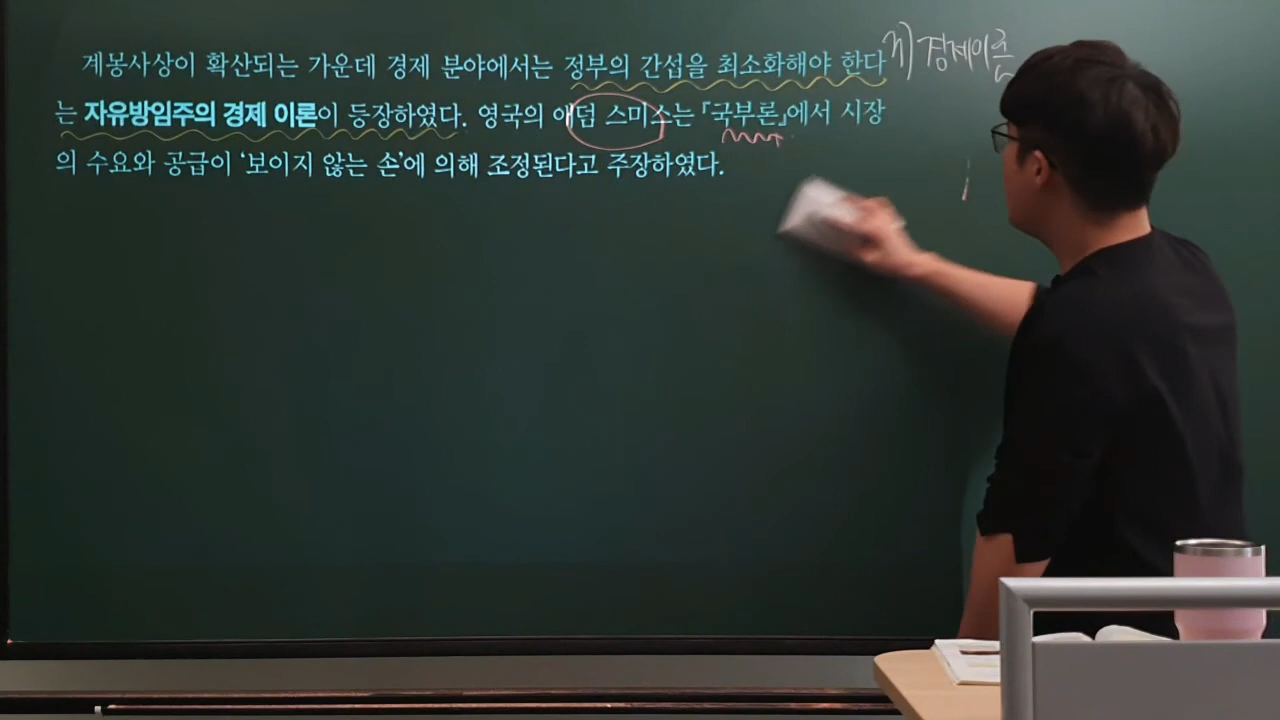 계몽사상이 확산되는 가운데 경제 분야에서는 정부의 간섭을 최소화해야 한다
는 자유방임주의 경제 이론이 등장하였다. 영국의 애덤 스미스는 『국부론』에서 시장
의 수요와 공급이 ‘보이지 않는 손’에 의해 조정된다고 주장하였다.
경제이론